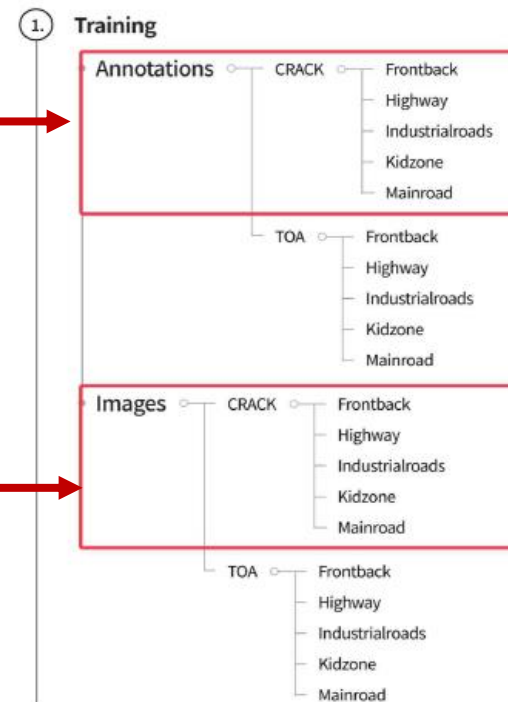 1. Training
Annotations CRACK Frontback
Highway
Industrialroads
Kidzone
Mainroad
TOA Frontback
Highway
Industrialroads
Kidzone
Mainroad
Images CRACK Frontback
Highway
Industrialroads
Kidzone
Mainroad
TOA Frontback
Highway
Industrialroads
Kidzone
Mainroad